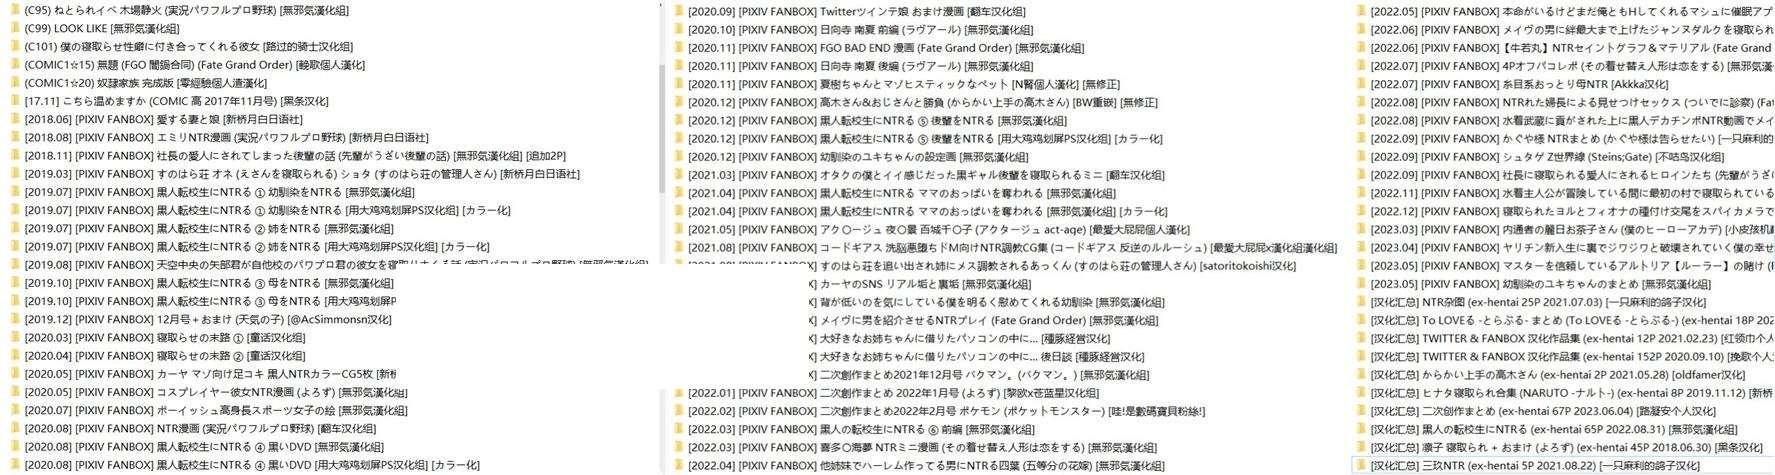 (C95) ねとられイベ 木場静火 (実況パワフルプロ野球) [無邪気漢化組]
(C99) LOOK LIKE [無邪気漢化組]
(C101) 僕の寝取らせ性癖に付き合ってくれる彼女 [路过的骑士汉化组]
(COMIC1☆15) 無題 (FGO 闇鍋合同) (Fate Grand Order) [輓歌個人漢化]
(COMIC1☆20) 奴隷家族 完成版 [零經驗個人渣漢化]
[17.11] こちら温めますか (COMIC 高 2017年11月号) [黑条汉化]
[2018.06] [PIXIV FANBOX] 愛する妻と娘 [新桥月白日语社]
[2018.08] [PIXIV FANBOX] エミリNTR漫画 (実況パワフルプロ野球) [新桥月白日语社]
[2018.11] [PIXIV FANBOX] 社長の愛人にされてしまった後輩の話 (先輩がうざい後輩の話) [無邪気漢化組] [追加2P]
[2019.03] [PIXIV FANBOX] すのはら荘 オネ (えさんを寝取られる) ショタ (すのはら荘の管理人さん) [新桥月白日语社]
[2019.07] [PIXIV FANBOX] 黒人転校生にNTRる ① 幼馴染をNTRる [無邪気漢化組]
[2019.07] [PIXIV FANBOX] 黒人転校生にNTRる ① 幼馴染をNTRる [用大鸡鸡划屏PS汉化组] [カラー化]
[2019.07] [PIXIV FANBOX] 黒人転校生にNTRる ② 姉をNTRる [無邪気漢化組]
[2019.07] [PIXIV FANBOX] 黒人転校生にNTRる ② 姉をNTRる [用大鸡鸡划屏PS汉化组] [カラー化]
[2019.08] [PIXIV FANBOX] 天空中央の矢部君が自他校のパワプロ君の彼女を寝取りまくる話 (実況パワフルプロ野球) [無邪気漢化組]
[2019.10] [PIXIV FANBOX] 黒人転校生にNTRる ③ 母をNTRる [無邪気漢化組]
[2019.10] [PIXIV FANBOX] 黒人転校生にNTRる ③ 母をNTRる [用大鸡鸡划屏P
[2019.12] [PIXIV FANBOX] 12月号+おまけ (天気の子) [@AcSimmonsn汉化]
[2020.03] [PIXIV FANBOX] 寝取らせの末路 ① [童话汉化组]
[2020.04] [PIXIV FANBOX] 寝取らせの末路 ② [童话汉化组]
[2020.05] [PIXIV FANBOX] カーヤ マゾ向け足コキ 黒人NTRカラーCG5枚 [新
[2020.05] [PIXIV FANBOX] コスプレイヤー彼女NTR漫画 (よろず) [無邪気漢化組]
[2020.07] [PIXIV FANBOX] ボーイッシュ高身長スポーツ女子の絵 [無邪気漢化組]
[2020.08] [PIXIV FANBOX] NTR漫画 (実況パワフルプロ野球) [翻车汉化组]
[2020.08] [PIXIV FANBOX] 黒人転校生にNTRる ④ 黒いDVD [無邪気漢化組]
[2020.08] [PIXIV FANBOX] 黒人転校生にNTRる ④ 黒いDVD [用大鸡鸡划屏PS汉化组] [カラー化]
[2020.09] [PIXIV FANBOX] Twitterツインテ娘 おまけ漫画 [翻车汉化组]
[2020.10] [PIXIV FANBOX] 日向寺 南夏 前編 (ラヴアール) [無邪気漢化組]
[2020.11] [PIXIV FANBOX] FGO BAD END 漫画 (Fate Grand Order) [無邪気漢化組]
[2020.11] [PIXIV FANBOX] 日向寺 南夏 後編 (ラヴアール) [無邪気漢化組]
[2020.11] [PIXIV FANBOX] 夏樹ちゃんとマゾヒスティックなペット [N腎個人漢化] [無修正]
[2020.12] [PIXIV FANBOX] 高木さん&おじさんと勝負 (からかい上手の高木さん) [BW重嵌] [無修正]
[2020.12] [PIXIV FANBOX] 黒人転校生にNTRる ⑤ 後輩をNTRる [無邪気漢化組]
[2020.12] [PIXIV FANBOX] 黒人転校生にNTRる ⑤ 後輩をNTRる [用大鸡鸡划屏PS汉化组] [カラー化]
[2020.12] [PIXIV FANBOX] 幼馴染のユキちゃんの設定画 [無邪気漢化組]
[2021.03] [PIXIV FANBOX] オタクの僕とイイ感じだった黒ギャル後輩を寝取られるミニ [翻车汉化组]
[2021.04] [PIXIV FANBOX] 黒人転校生にNTRる ママのおっぱいを奪われる [無邪気漢化組]
[2021.04] [PIXIV FANBOX] 黒人転校生にNTRる ママのおっぱいを奪われる [無邪気漢化組] [カラー化]
[2021.05] [PIXIV FANBOX] アク〇ージュ 夜〇景 百城千〇子 (アクタージュ act-age) [最愛大屁屁個人漢化]
[2021.08] [PIXIV FANBOX] コードギアス 洗脳悪堕ちドM向けNTR調教CG集 (コードギアス 反逆のルルーシュ) [最愛大屁屁x漢化組漢化組]
[2021.09] [PIXIV FANBOX] すのはら荘を追い出され姉にメス調教されるあっくん (すのはら荘の管理人さん) [satoritokoishi汉化]
X] カーヤのSNS リアル垢と裏垢 [無邪気漢化組]
X] 背が低いのを気にしている僕を明るく慰めてくれる幼馴染 [無邪気漢化組]
X] メイヴに男を紹介させるNTRプレイ (Fate Grand Order) [無邪気漢化組]
X] 大好きなお姉ちゃんに借りたパソコンの中に... [種豚经営汉化]
X] 大好きなお姉ちゃんに借りたパソコンの中に... 後日談 [種豚经営汉化]
X] 二次創作まとめ2021年12月号 バクマン。(バクマン。) [無邪気漢化組]
[2022.01] [PIXIV FANBOX] 二次創作まとめ 2022年1月号 (よろず) [黎欧x苍蓝星汉化组]
[2022.02] [PIXIV FANBOX] 二次創作まとめ2022年2月号 ポケモン (ポケットモンスター) [哇!是數碼寶貝粉絲!]
[2022.03] [PIXIV FANBOX] 黒人の転校生にNTRる ⑥ 前編 [無邪気漢化組]
[2022.03] [PIXIV FANBOX] 喜多〇海夢 NTRミニ漫画 (その着せ替え人形は恋をする) [無邪気漢化組]
[2022.04] [PIXIV FANBOX] 他姉妹でハーレム作ってる男にNTRる四葉 (五等分の花嫁) [無邪気漢化組]
[2022.05] [PIXIV FANBOX] 本命がいるけどまだ俺ともHしてくれるマシュに催眠アプ
[2022.06] [PIXIV FANBOX] メイヴの男に絆最大まで上げたジャンヌダルクを寝取られ
[2022.06] [PIXIV FANBOX] 【牛若丸】NTRセイントグラフ&マテリアル (Fate Grand
[2022.07] [PIXIV FANBOX] 4Pオフパコレポ (その着せ替え人形は恋をする) [無邪気漢
[2022.07] [PIXIV FANBOX] 糸目系おっとり母NTR [Akkka汉化]
[2022.08] [PIXIV FANBOX] NTRれた婦長による見せつけセックス (ついでに診察) (Fat
[2022.08] [PIXIV FANBOX] 水着武蔵に貢がされた上に黒人デカチンポNTR動画でメイ
[2022.09] [PIXIV FANBOX] かぐや様 NTRまとめ (かぐや様は告らせたい) [一只麻利的
[2022.09] [PIXIV FANBOX] シュタゲ Z世界線 (Steins;Gate) [不咕鸟汉化组]
[2022.09] [PIXIV FANBOX] 社長に寝取られる愛人にされるヒロインたち (先輩がうざ
[2022.11] [PIXIV FANBOX] 水着主人公が冒険している間に最初の村で寝取られている
[2022.12] [PIXIV FANBOX] 寝取られたヨルとフィオナの種付け交尾をスパイカメラで
[2023.03] [PIXIV FANBOX] 内通者の麗日お茶子さん (僕のヒーローアカデミア) [小皮孩机
[2023.04] [PIXIV FANBOX] ヤリチン新入生に裏でジワジワと破壊されていく僕の幸せ
[2023.05] [PIXIV FANBOX] マスターを信頼しているアルトリア【ルーラー】の賭け (F
[2023.05] [PIXIV FANBOX] 幼馴染のユキちゃんのまとめ [無邪気漢化組]
[汉化汇总] NTR杂图 (ex-hentai 25P 2021.07.03) [一只麻利的鸽子汉化]
[汉化汇总] To LOVEる -とらぶる- まとめ (To LOVEる -とらぶる-) (ex-hentai 18P 202
[汉化汇总] TWITTER & FANBOX 汉化作品集 (ex-hentai 12P 2021.02.23) [红领巾个人
[汉化汇总] TWITTER & FANBOX 汉化作品集 (ex-hentai 152P 2020.09.10) [挽歌个人
[汉化汇总] からかい上手の高木さん (ex-hentai 2P 2021.05.28) [oldfamer汉化]
[汉化汇总] ヒナタ寝取られ合集 (NARUTO -ナルト-) (ex-hentai 8P 2019.11.12) [新桥
[汉化汇总] 二次创作まとめ (ex-hentai 67P 2023.06.04) [路凝安个人汉化]
[汉化汇总] 黒人の転校生にNTRる (ex-hentai 65P 2022.08.31) [無邪気漢化組]
[汉化汇总] 凛子 寝取られ + おまけ (よろず) (ex-hentai 45P 2018.06.30) [黑条汉化]
[汉化汇总] 三玖NTR (ex-hentai 5P 2021.08.22) [一只麻利的鸽子汉化]